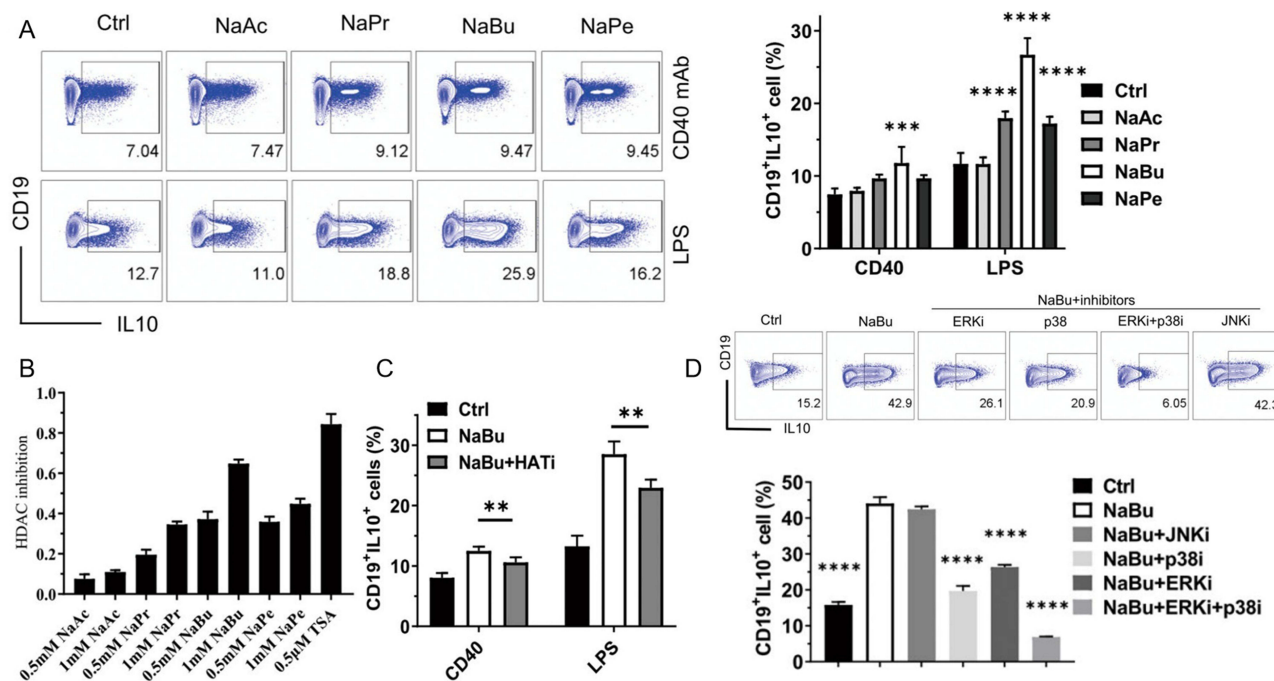 A
Ctrl NaAc NaPr NaBu NaPe
7.04 7.47 9.12 9.47 9.45
CD40 mAb
12.7 11.0 18.8 25.9 16.2
LPS
CD19
IL10
CD19+IL10+ cell (%)
30
20
10
0
*** **** **** ****
CD40 LPS
Ctrl
NaAc
NaPr
NaBu
NaPe
B
HDAC inhibition
1.0
0.8
0.6
0.4
0.2
0.0
0.5mM NaAc
1mM NaAc
0.5mM NaPr
1mM NaPr
0.5mM NaBu
1mM NaBu
0.5mM NaPe
1mM NaPe
0.5μM TSA
C
CD19+IL10+ cells (%)
30
20
10
0
Ctrl
NaBu
NaBu+HATi
** **
CD40 LPS
D
NaBu+inhibitors
Ctrl NaBu ERKi p38 ERKi+p38i JNKi
15.2 42.9 26.1 20.9 6.05 42.3
CD19
IL10
CD19+IL10+ cell (%)
50
40
30
20
10
0
**** **** **** ****
Ctrl
NaBu
NaBu+JNKi
NaBu+p38i
NaBu+ERKi
NaBu+ERKi+p38i